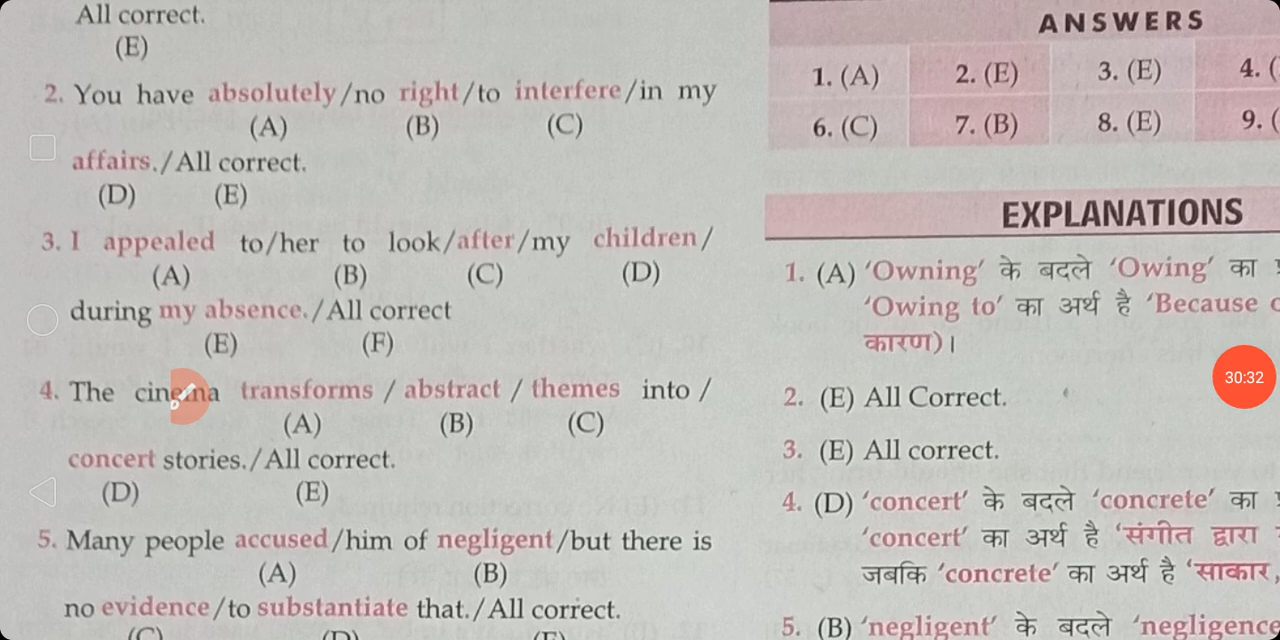 All correct.
(E)
2. You have absolutely/no right/to interfere/in my
(A) (B) (C)
affairs./All correct.
(D) (E)
3. I appealed to/her to look/after/my children/
(A) (B) (C) (D)
during my absence./All correct
(E) (F)
4. The cinema transforms / abstract / themes into /
(A) (B) (C)
concert stories./All correct.
(D) (E)
5. Many people accused/him of negligent/but there is
(A) (B)
no evidence/to substantiate that./All correct.
(C) (D) (E)
ANSWERS
1. (A) 2. (E) 3. (E) 4. (
6. (C) 7. (B) 8. (E) 9. (
EXPLANATIONS
1. (A) 'Owning' के बदले 'Owing' का
'Owing to' का अर्थ है 'Because
कारण)।
2. (E) All Correct.
3. (E) All correct.
4. (D) 'concert' के बदले 'concrete' का
'concert' का अर्थ है 'संगीत द्वारा
जबकि 'concrete' का अर्थ है 'साकार,
5. (B) 'negligent' के बदले 'negligence
30:32